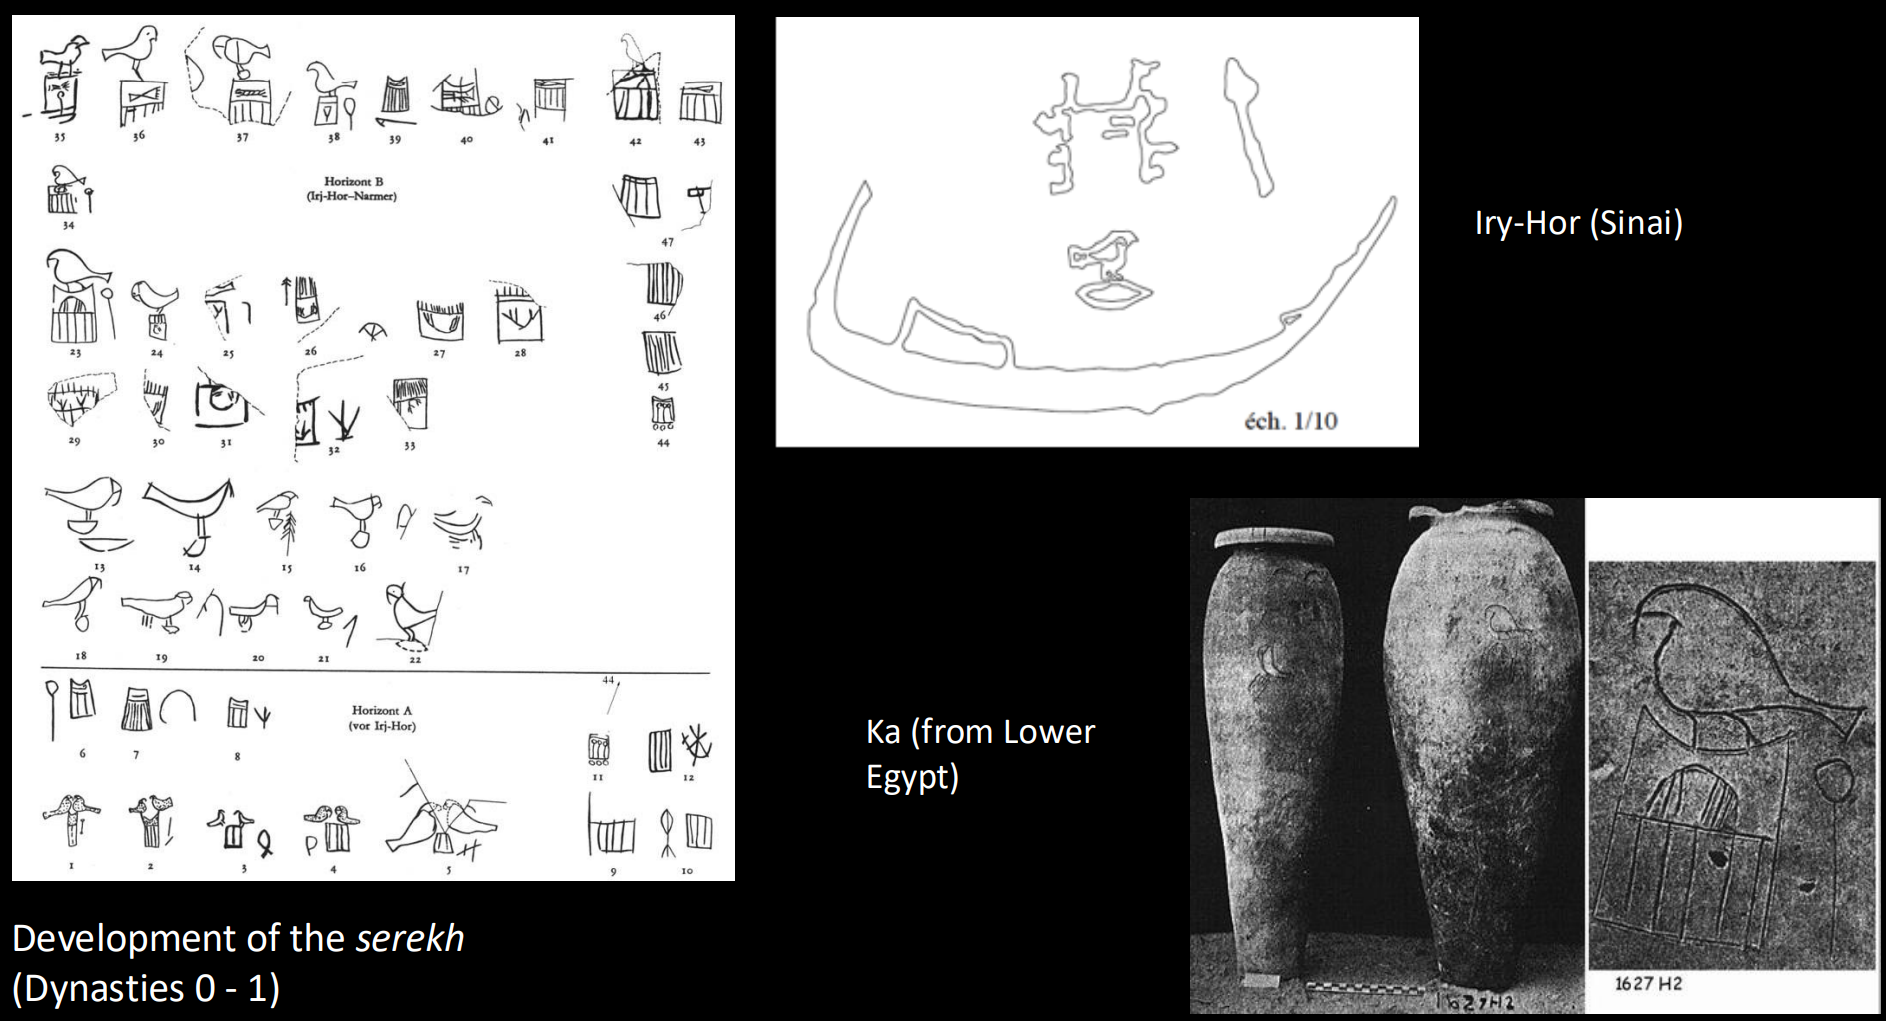 35 36 37 38 39 40 41 42 43
Horizont B
(Irj-Hor–Narmer)
34
47
23 24 25 26 27 28
46
45
29 30 31 32 33
44
13 14 15 16 17
18 19 20 21 22
44
Horizont A
(vor Irj-Hor)
6 7 8
11 12
1 2 3 4 5
9 10
Development of the serekh
(Dynasties 0 - 1)
éch. 1/10
Iry-Hor (Sinai)
Ka (from Lower
Egypt)
1627H2
1627 H2